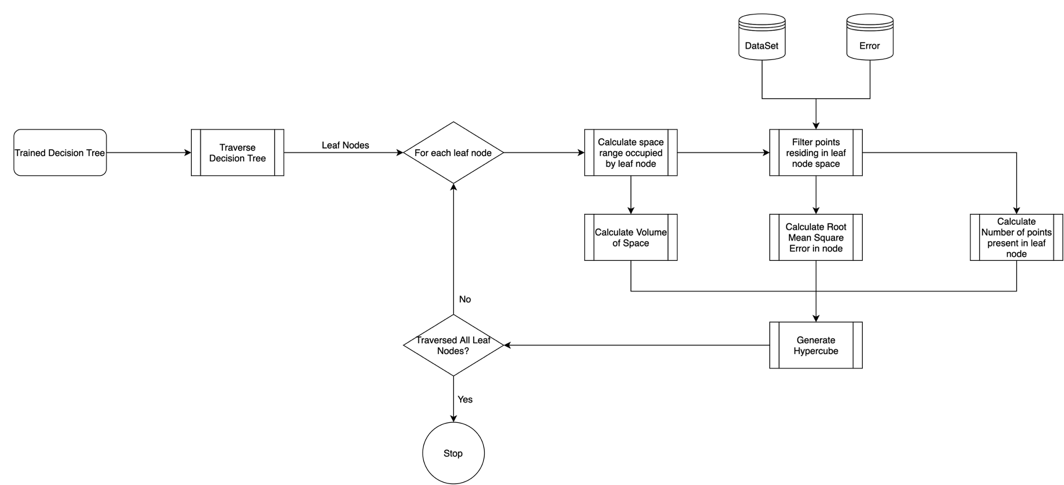 DataSet
Error
Trained Decision Tree
Traverse
Decision Tree
Leaf Nodes
For each leaf node
Calculate space
range occupied
by leaf node
Filter points
residing in leaf
node space
Calculate Volume
of Space
Calculate Root
Mean Square
Error in node
Calculate
Number of points
present in leaf
node
No
Traversed All Leaf
Nodes?
Generate
Hypercube
Yes
Stop